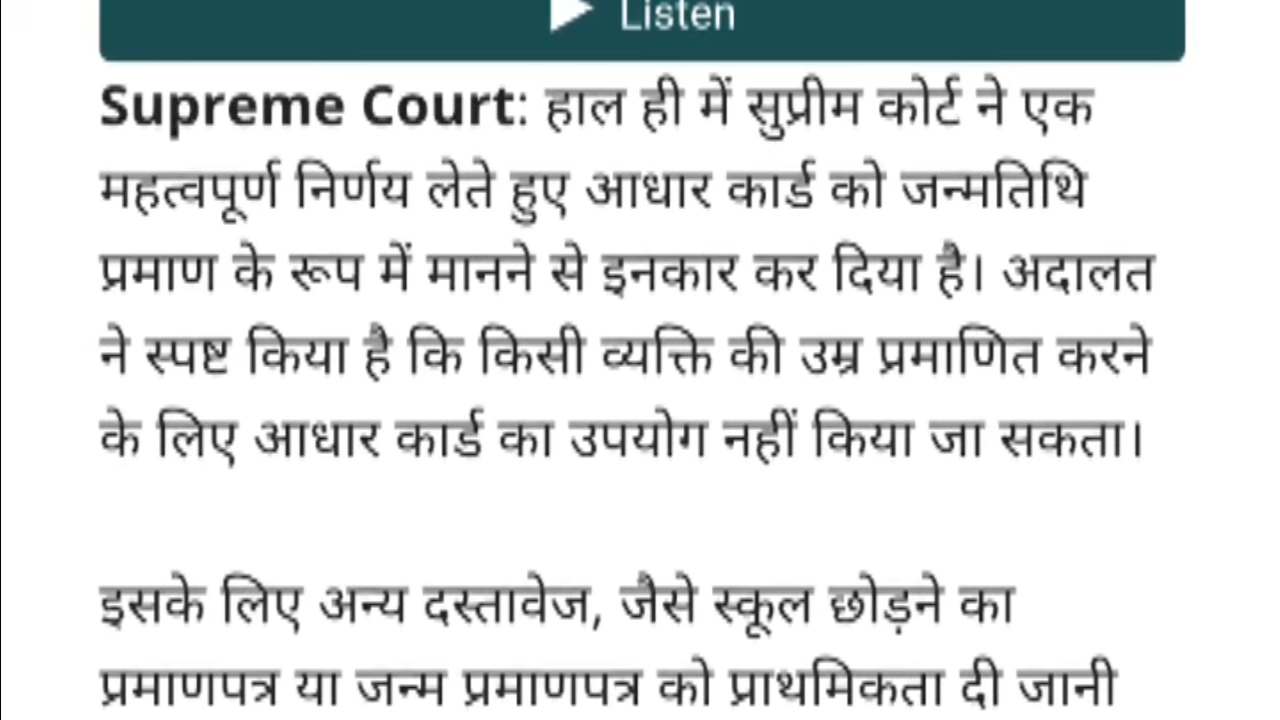 Listen
Supreme Court: हाल ही में सुप्रीम कोर्ट ने एक
महत्वपूर्ण निर्णय लेते हुए आधार कार्ड को जन्मतिथि
प्रमाण के रूप में मानने से इनकार कर दिया है। अदालत
ने स्पष्ट किया है कि किसी व्यक्ति की उम्र प्रमाणित करने
के लिए आधार कार्ड का उपयोग नहीं किया जा सकता।
इसके लिए अन्य दस्तावेज, जैसे स्कूल छोड़ने का
प्रमाणपत्र या जन्म प्रमाणपत्र को प्राथमिकता दी जानी